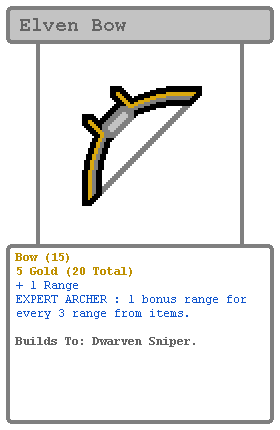 Elven Bow
Bow (15)
5 Gold (20 Total)
+ 1 Range
EXPERT ARCHER : 1 bonus range for
every 3 range from items.
Builds To: Dwarven Sniper.